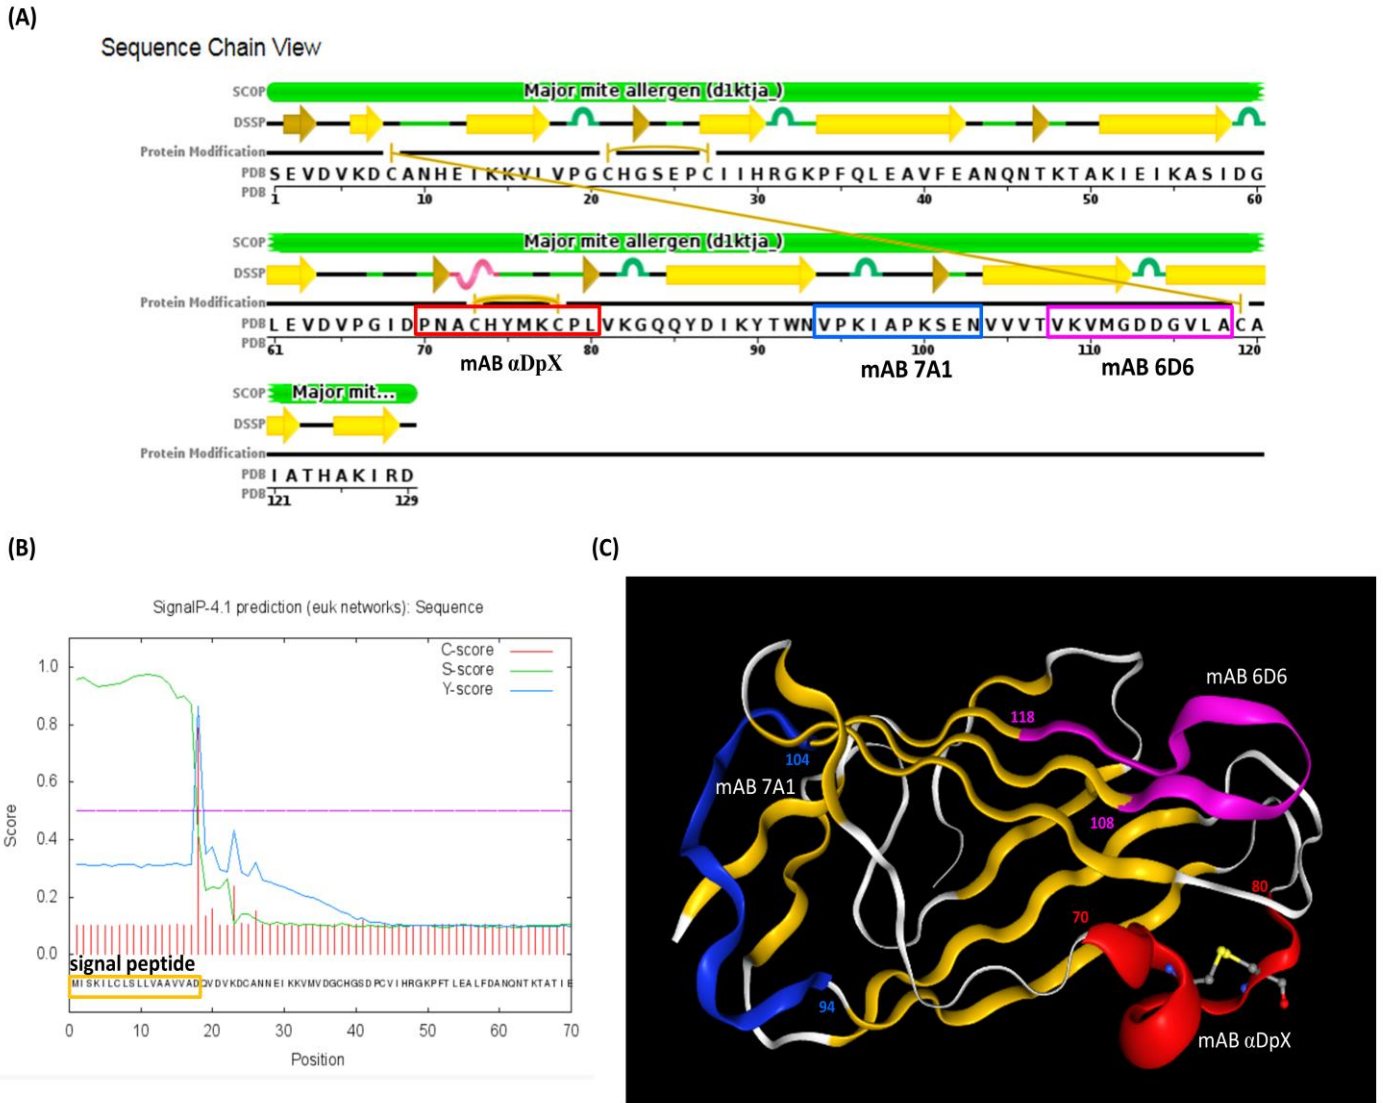 (A)
Sequence Chain View
SCOP Major mite allergen (d1ktja_)
DSSP
Protein Modification
PDB S E V D V K D C A N H E I K K V L V P G C H G S E P C I I H R G K P F Q L E A V F E A N Q N T K T A K I E I K A S I D G
PDB 1 10 20 30 40 50 60
SCOP Major mite allergen (d1ktja_)
DSSP
Protein Modification
PDB L E V D V P G I D P N A C H Y M K C P L V K G Q Q Y D I K Y T W N V P K I A P K S E N V V V T V K V M G D D G V L A C A
PDB 61 70 80 90 100 110 120
mAB αDpX mAB 7A1 mAB 6D6
SCOP Major mit...
DSSP
Protein Modification
PDB I A T H A K I R D
PDB 121 129
(B)
SignalP-4.1 prediction (euk networks): Sequence
C-score
S-score
Y-score
1.0
0.8
0.6
0.4
0.2
0.0
Score
signal peptide
MISKILCLSLLVAAVVADQVDVKDCANNEIKKVMVDGCHGSDPCVIHRGKPFTLEALFDANQNTKTATIE
0 10 20 30 40 50 60 70
Position
(C)
mAB 6D6
118
104
mAB 7A1
108
80
70
94
mAB αDpX